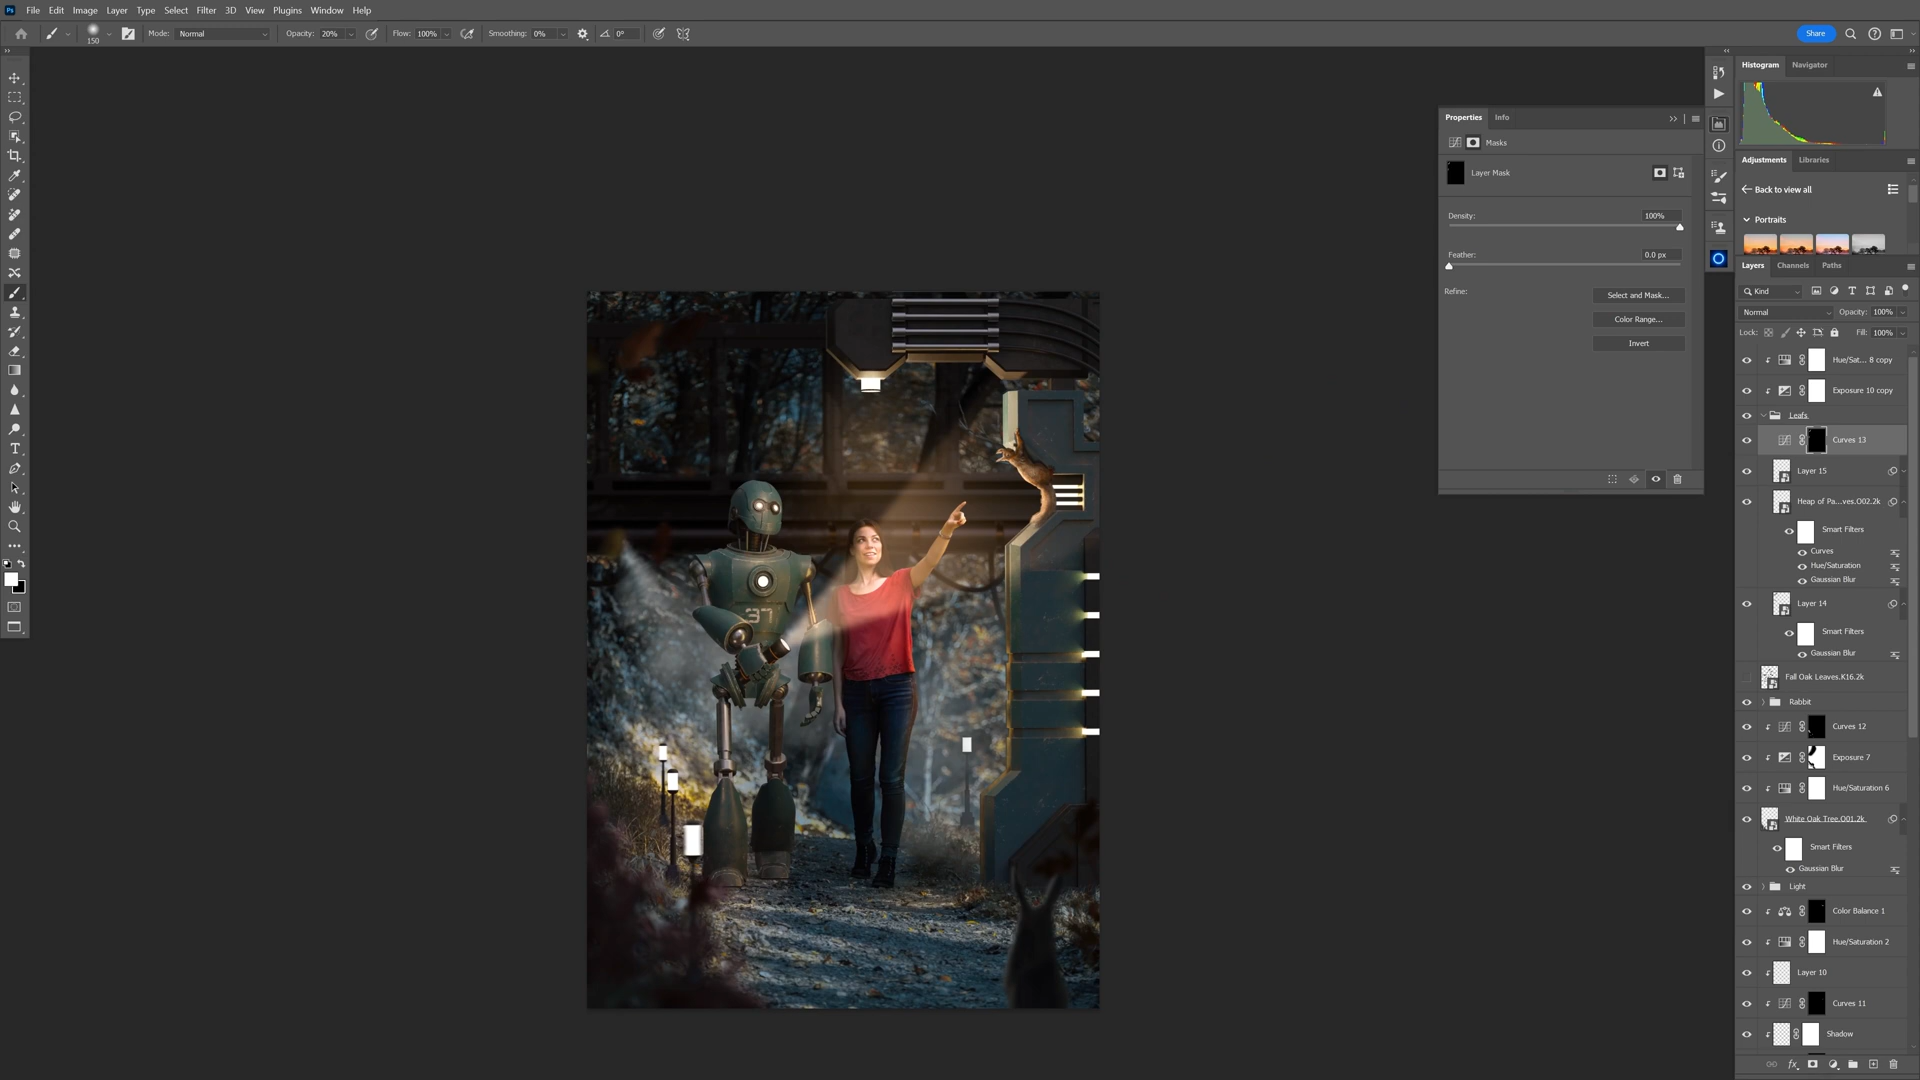 Ps File Edit Image Layer Type Select Filter 3D View Plugins Window Help
150 Mode: Normal Opacity: 20% Flow: 100% Smoothing: 0% 0° Share
Histogram Navigator
Properties Info
Masks
Layer Mask
Density: 100%
Feather: 0.0 px
Refine: Select and Mask...
Color Range...
Invert
Adjustments Libraries
Back to view all
Portraits
Layers Channels Paths
Kind
Normal Opacity: 100%
Lock: Fill: 100%
Hue/Sat... 8 copy
Exposure 10 copy
Leafs
Curves 13
Layer 15
Heap of Pa...ves.O02.2k
Smart Filters
Curves
Hue/Saturation
Gaussian Blur
Layer 14
Smart Filters
Gaussian Blur
Fall Oak Leaves.K16.2k
Rabbit
Curves 12
Exposure 7
Hue/Saturation 6
White Oak Tree.O01.2k
Smart Filters
Gaussian Blur
Light
Color Balance 1
Hue/Saturation 2
Layer 10
Curves 11
Shadow
fx
37